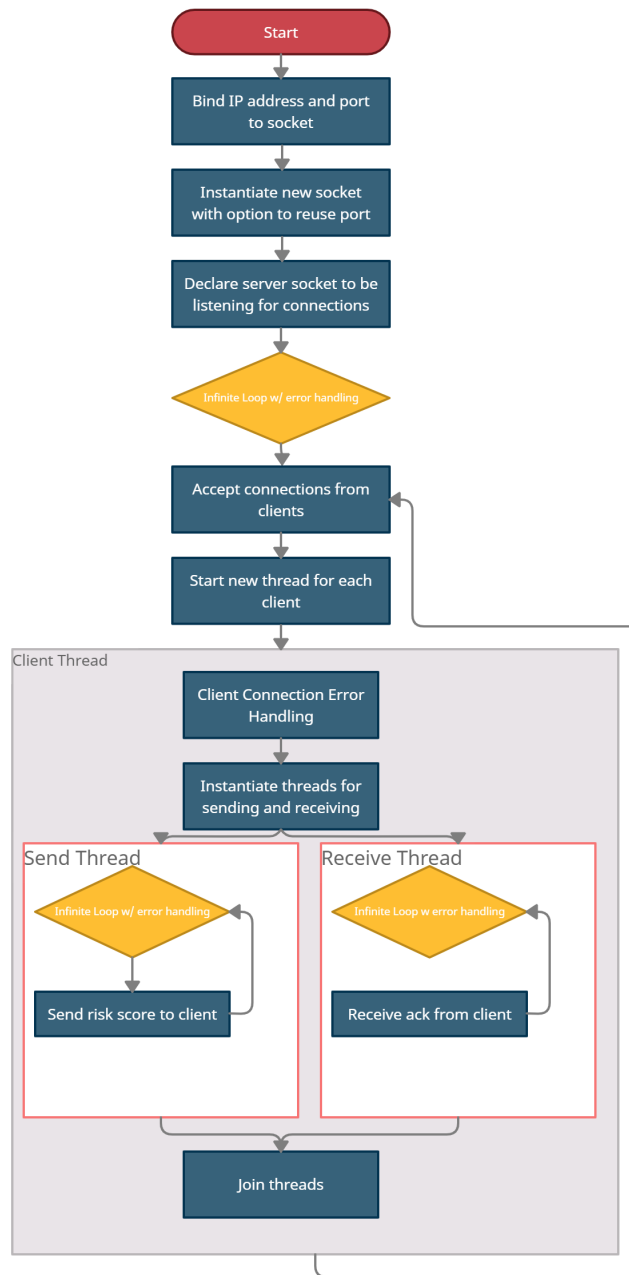 Start
Bind IP address and port
to socket
Instantiate new socket
with option to reuse port
Declare server socket to be
listening for connections
Infinite Loop w/ error handling
Accept connections from
clients
Start new thread for each
client
Client Thread
Client Connection Error
Handling
Instantiate threads for
sending and receiving
Send Thread
Infinite Loop w/ error handling
Send risk score to client
Receive Thread
Infinite Loop w error handling
Receive ack from client
Join threads